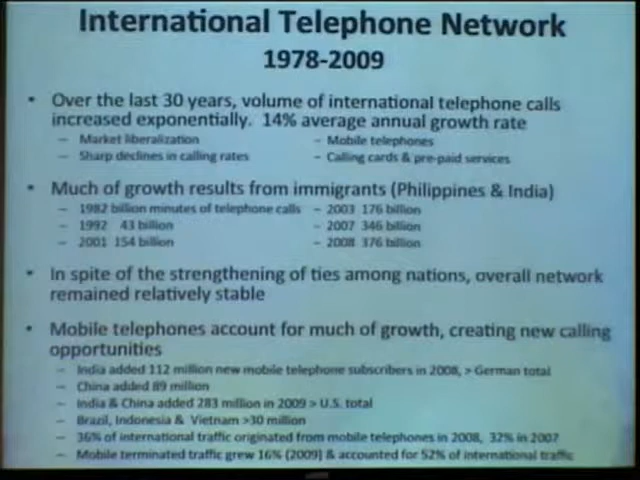 International Telephone Network
1978-2009
• Over the last 30 years, volume of international telephone calls
increased exponentially. 14% average annual growth rate
– Market liberalization – Mobile telephones
– Sharp declines in calling rates – Calling cards & pre-paid services
• Much of growth results from immigrants (Philippines & India)
– 1982 billion minutes of telephone calls – 2003 176 billion
– 1992 43 billion – 2007 346 billion
– 2001 154 billion – 2008 376 billion
• In spite of the strengthening of ties among nations, overall network
remained relatively stable
• Mobile telephones account for much of growth, creating new calling
opportunities
– India added 112 million new mobile telephone subscribers in 2008, > German total
– China added 89 million
– India & China added 283 million in 2009 > U.S. total
– Brazil, Indonesia & Vietnam >30 million
– 36% of international traffic originated from mobile telephones in 2008, 32% in 2007
– Mobile terminated traffic grew 16% (2009) & accounted for 52% of international traffic